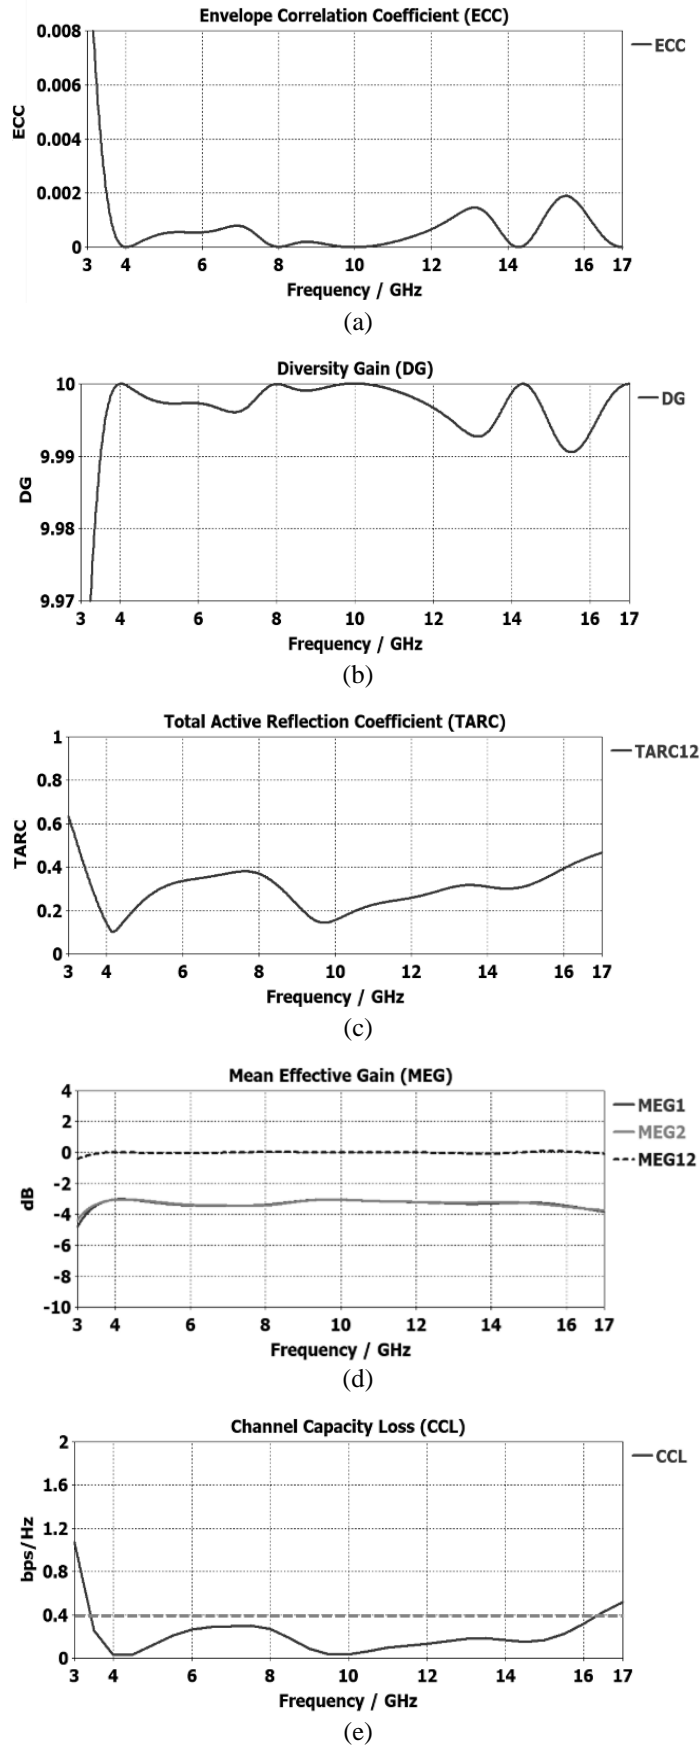 Envelope Correlation Coefficient (ECC)
0.008
0.006
0.004
0.002
0
ECC
ECC
3 4 6 8 10 12 14 16 17
Frequency / GHz
(a)
Diversity Gain (DG)
10
9.99
9.98
9.97
DG
DG
3 4 6 8 10 12 14 16 17
Frequency / GHz
(b)
Total Active Reflection Coefficient (TARC)
1
0.8
0.6
0.4
0.2
0
TARC
TARC12
3 4 6 8 10 12 14 16 17
Frequency / GHz
(c)
Mean Effective Gain (MEG)
4
2
0
-2
-4
-6
-8
-10
dB
MEG1
MEG2
MEG12
3 4 6 8 10 12 14 16 17
Frequency / GHz
(d)
Channel Capacity Loss (CCL)
2
1.6
1.2
0.8
0.4
0
bps/Hz
CCL
3 4 6 8 10 12 14 16 17
Frequency / GHz
(e)